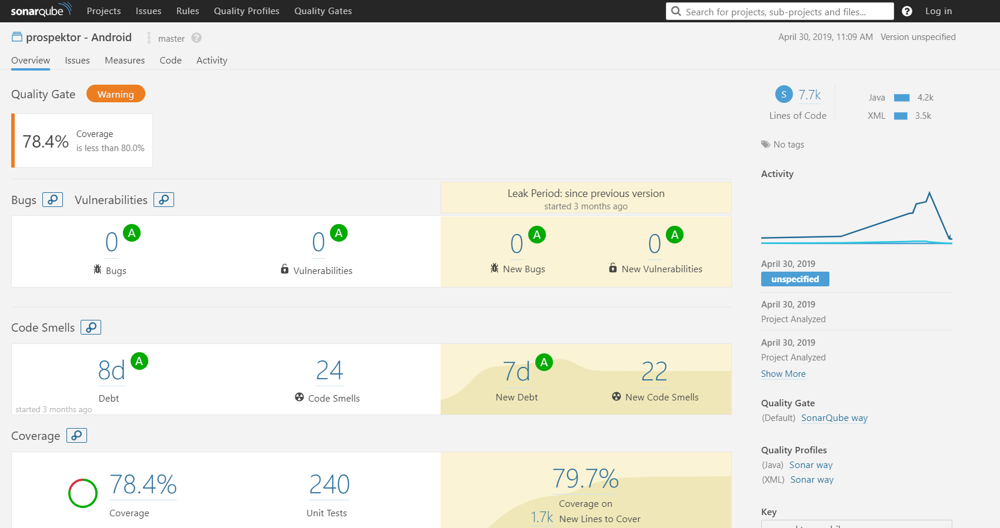 sonarqube Projects Issues Rules Quality Profiles Quality Gates Search for projects, sub-projects and files... ? Log in
prospektor - Android master ? April 30, 2019, 11:09 AM Version unspecified
Overview Issues Measures Code Activity
Quality Gate Warning
78.4% Coverage
is less than 80.0%
Bugs Vulnerabilities
Leak Period: since previous version
started 3 months ago
0 A
Bugs
0 A
Vulnerabilities
0 A
New Bugs
0 A
New Vulnerabilities
Code Smells
8d A
Debt
24
Code Smells
started 3 months ago
7d A
New Debt
22
New Code Smells
Coverage
78.4%
Coverage
240
Unit Tests
79.7%
Coverage on
1.7k New Lines to Cover
S 7.7k
Lines of Code
Java 4.2k
XML 3.5k
No tags
Activity
April 30, 2019
unspecified
April 30, 2019
Project Analyzed
April 30, 2019
Project Analyzed
Show More
Quality Gate
(Default) SonarQube way
Quality Profiles
(Java) Sonar way
(XML) Sonar way
Key